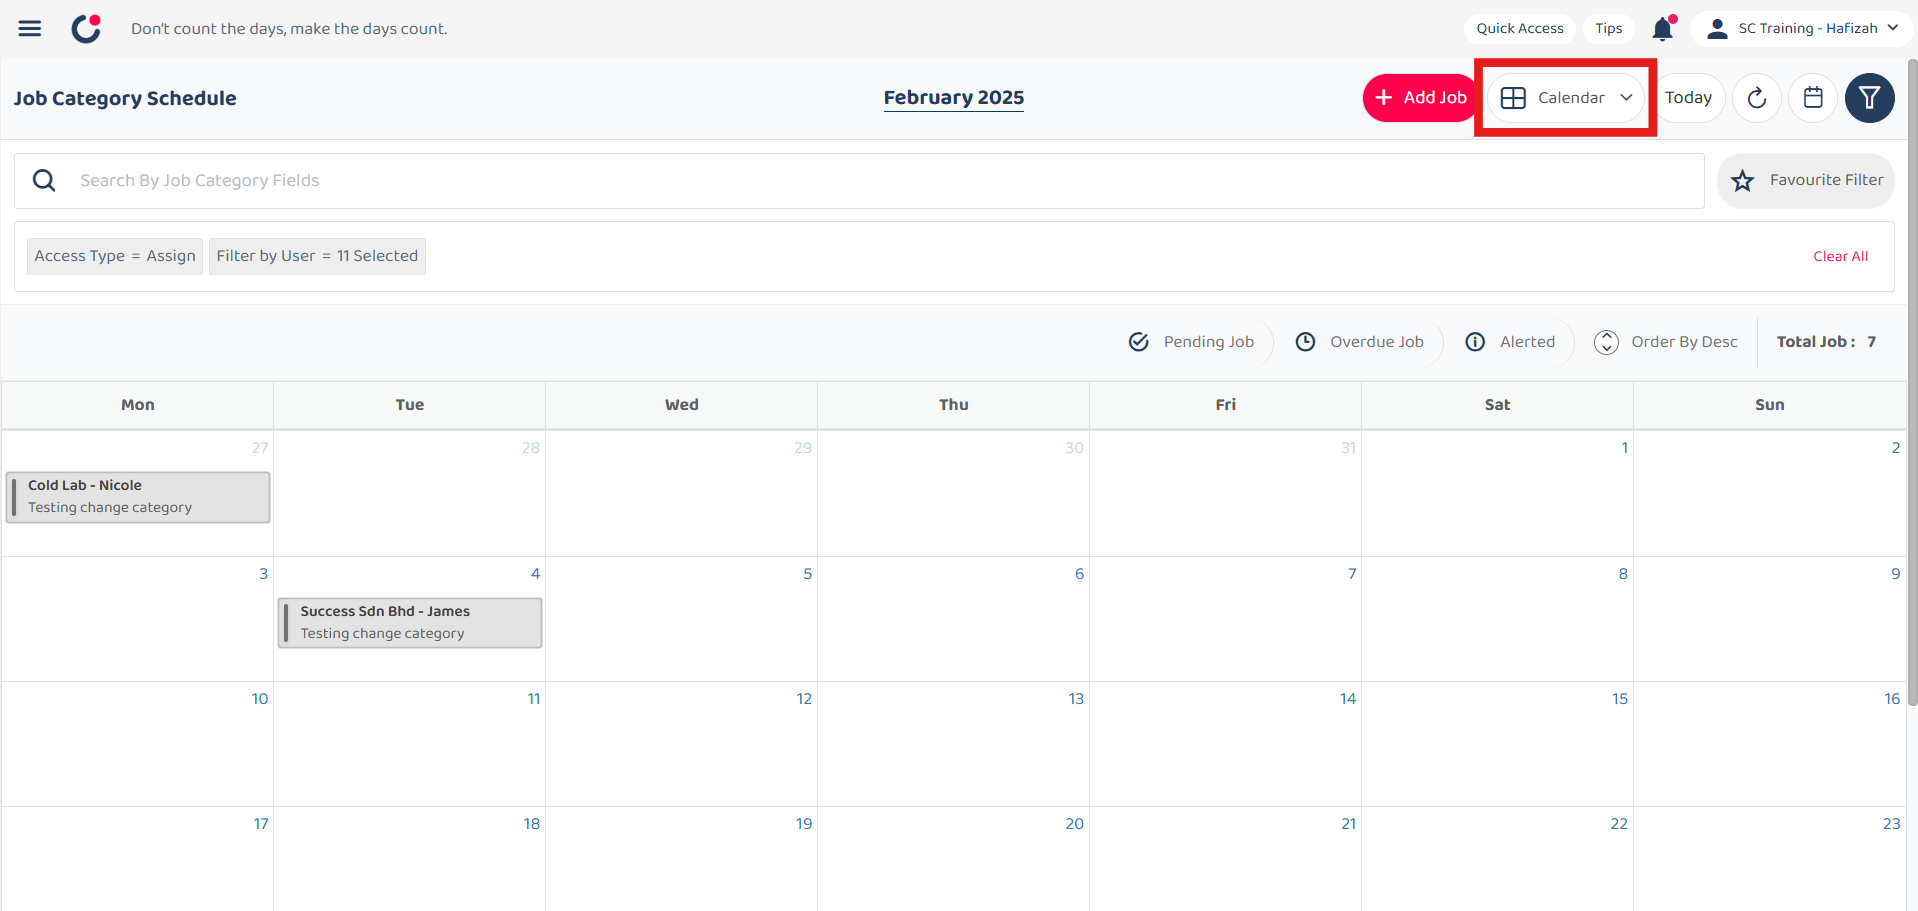 Don't count the days, make the days count.
Quick Access
Tips
SC Training - Hafizah
Job Category Schedule
February 2025
+ Add Job
Calendar
Today
Search By Job Category Fields
Favourite Filter
Access Type = Assign
Filter by User = 11 Selected
Clear All
Pending Job
Overdue Job
Alerted
Order By Desc
Total Job : 7
Mon Tue Wed Thu Fri Sat Sun
27 28 29 30 31 1 2
Cold Lab - Nicole
Testing change category
3 4 5 6 7 8 9
Success Sdn Bhd - James
Testing change category
10 11 12 13 14 15 16
17 18 19 20 21 22 23